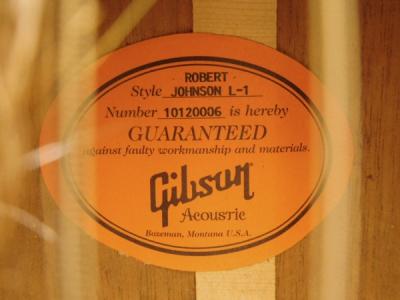 ROBERT
Style JOHNSON L-1
Number 10120006 is hereby
GUARANTEED
against faulty workmanship and materials.
Gibson
Acoustic
Bozeman, Montana U.S.A.